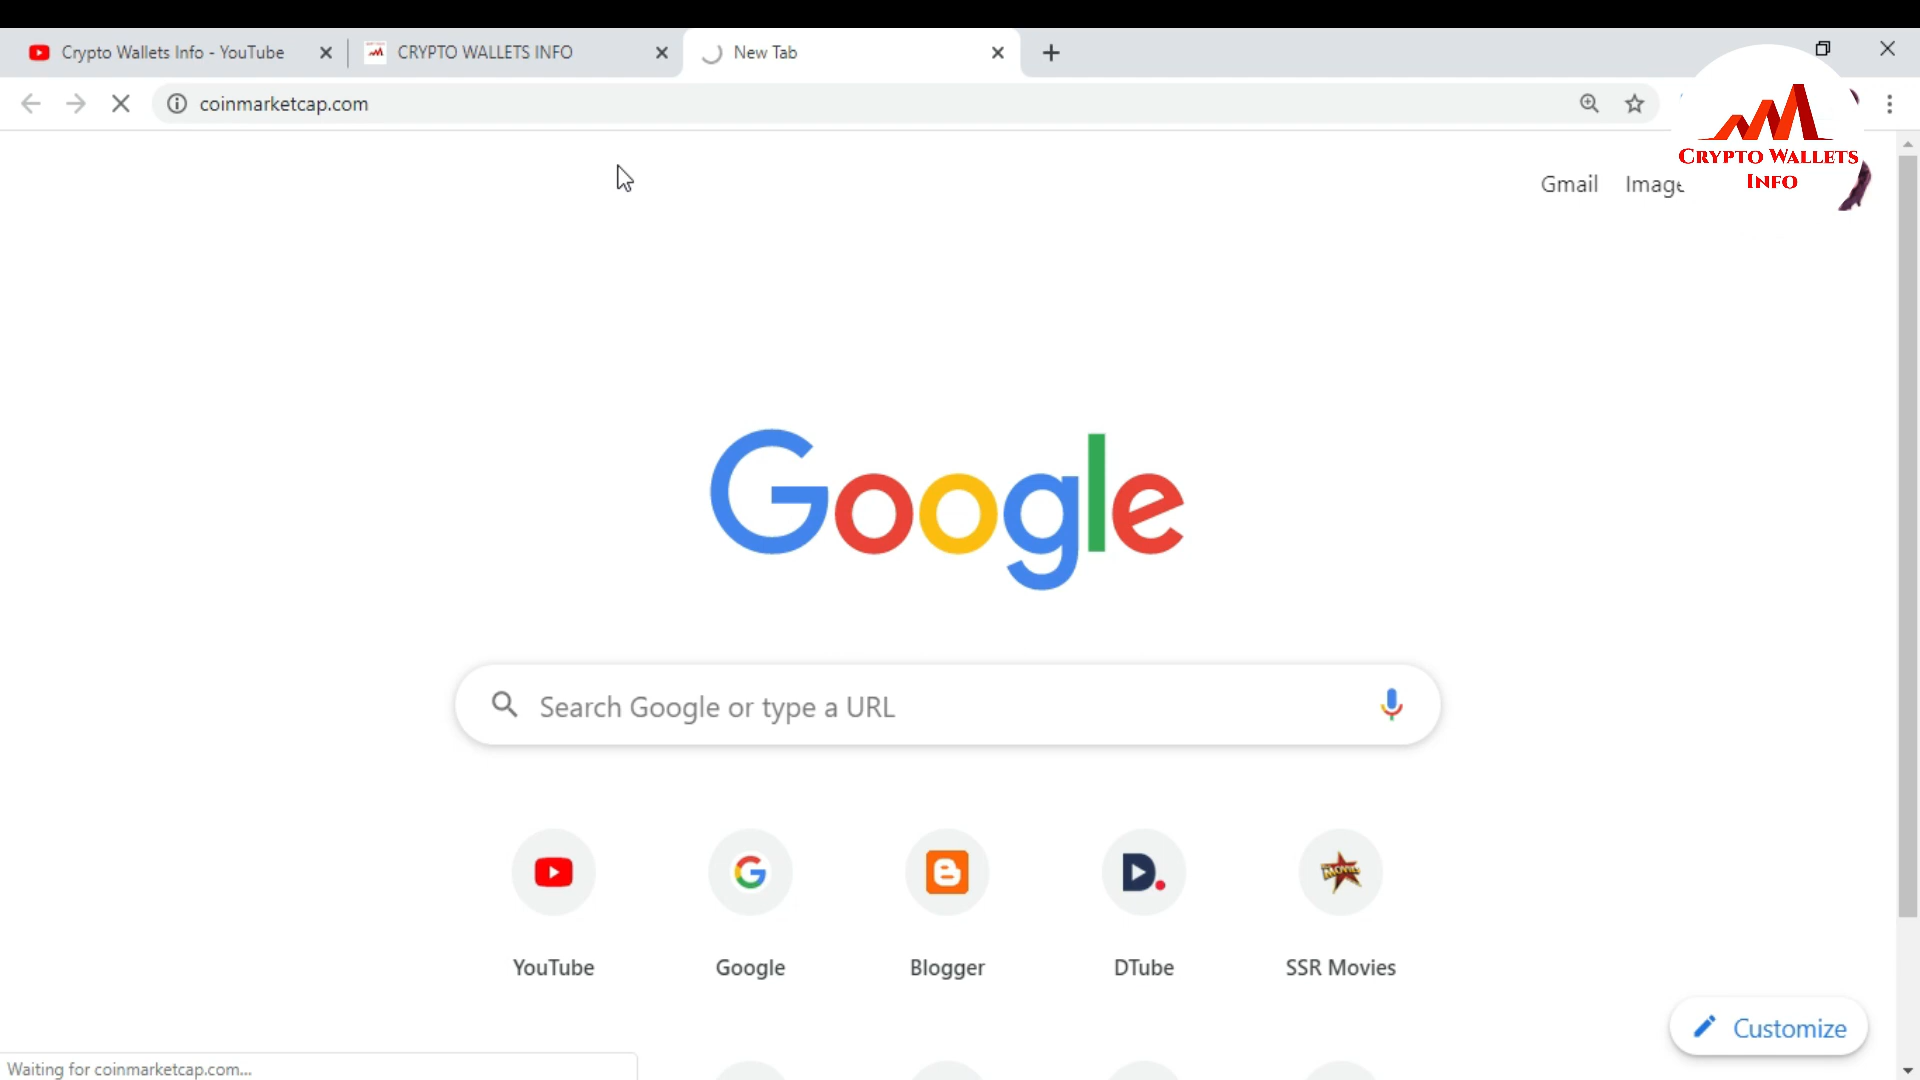 Crypto Wallets Info - YouTube
CRYPTO WALLETS INFO
New Tab
coinmarketcap.com
CRYPTO WALLETS
INFO
Gmail
Image
Google
Search Google or type a URL
YouTube
Google
Blogger
DTube
MOVIES
SSR Movies
Customize
Waiting for coinmarketcap.com...